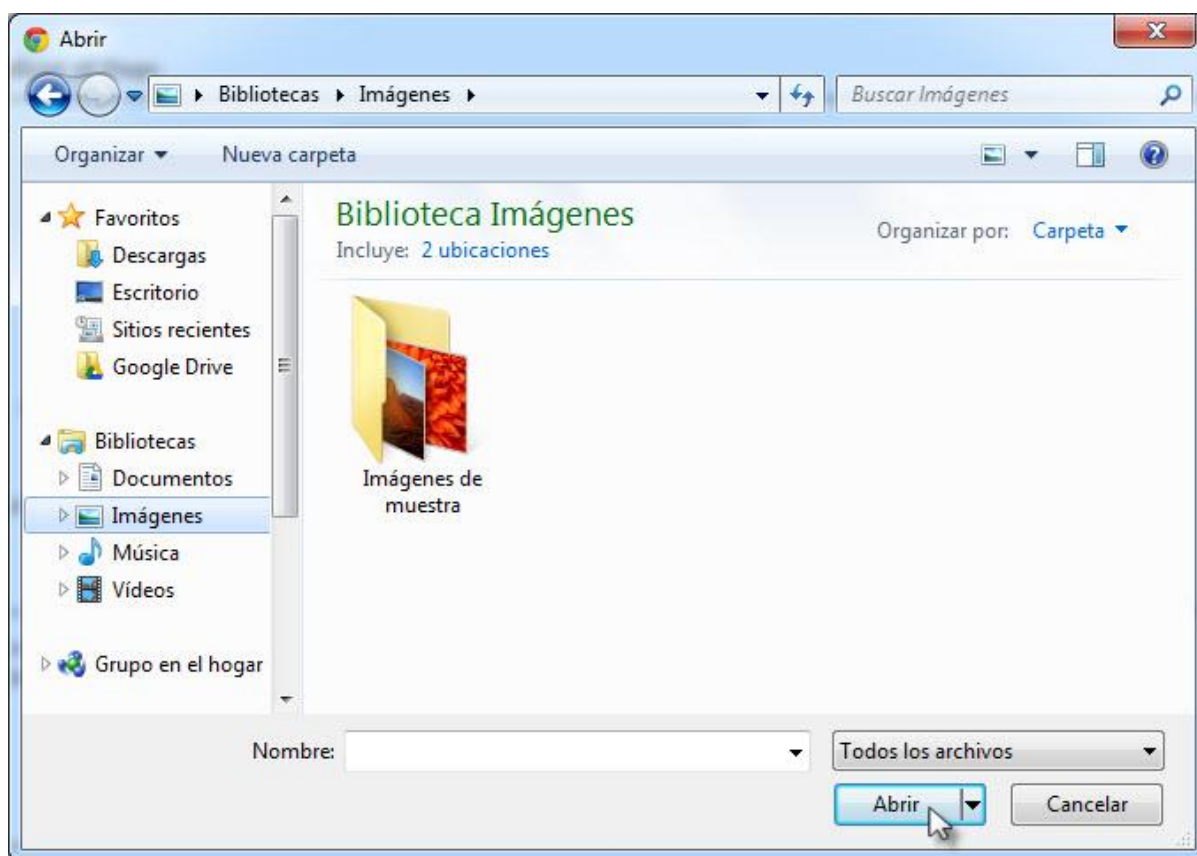 Abrir
Bibliotecas Imágenes
Buscar Imágenes
Organizar
Nueva carpeta
Favoritos
Descargas
Escritorio
Sitios recientes
Google Drive
Bibliotecas
Documentos
Imágenes
Música
Vídeos
Grupo en el hogar
Biblioteca Imágenes
Incluye: 2 ubicaciones
Organizar por: Carpeta
Imágenes de
muestra
Nombre:
Todos los archivos
Abrir
Cancelar